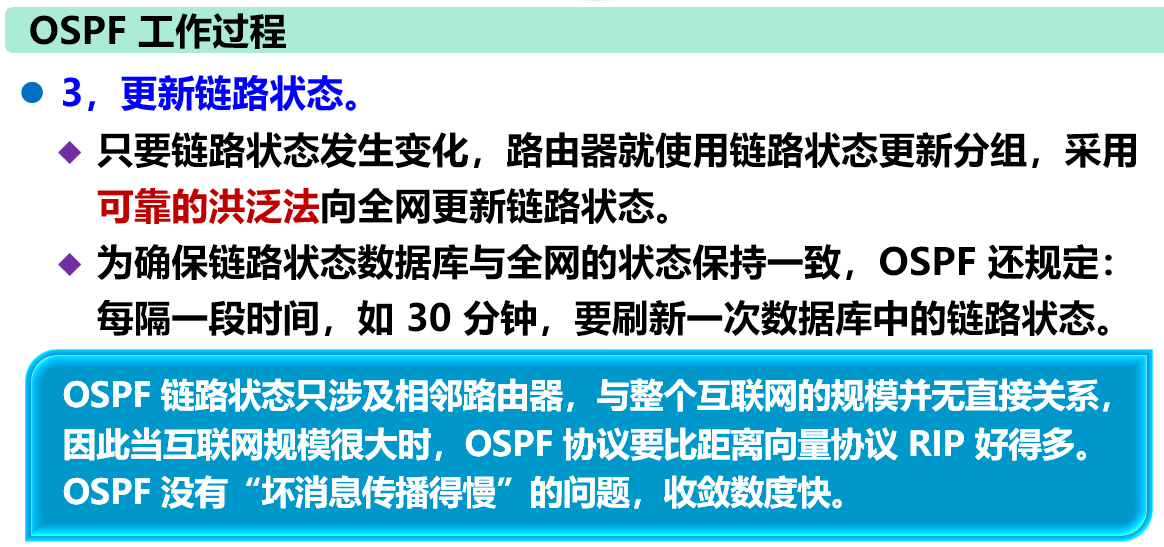 OSPF 工作过程
3，更新链路状态。
只要链路状态发生变化，路由器就使用链路状态更新分组，采用
可靠的洪泛法向全网更新链路状态。
为确保链路状态数据库与全网的状态保持一致，OSPF 还规定：
每隔一段时间，如 30 分钟，要刷新一次数据库中的链路状态。
OSPF 链路状态只涉及相邻路由器，与整个互联网的规模并无直接关系，
因此当互联网规模很大时，OSPF 协议要比距离向量协议 RIP 好得多。
OSPF 没有“坏消息传播得慢”的问题，收敛数度快。